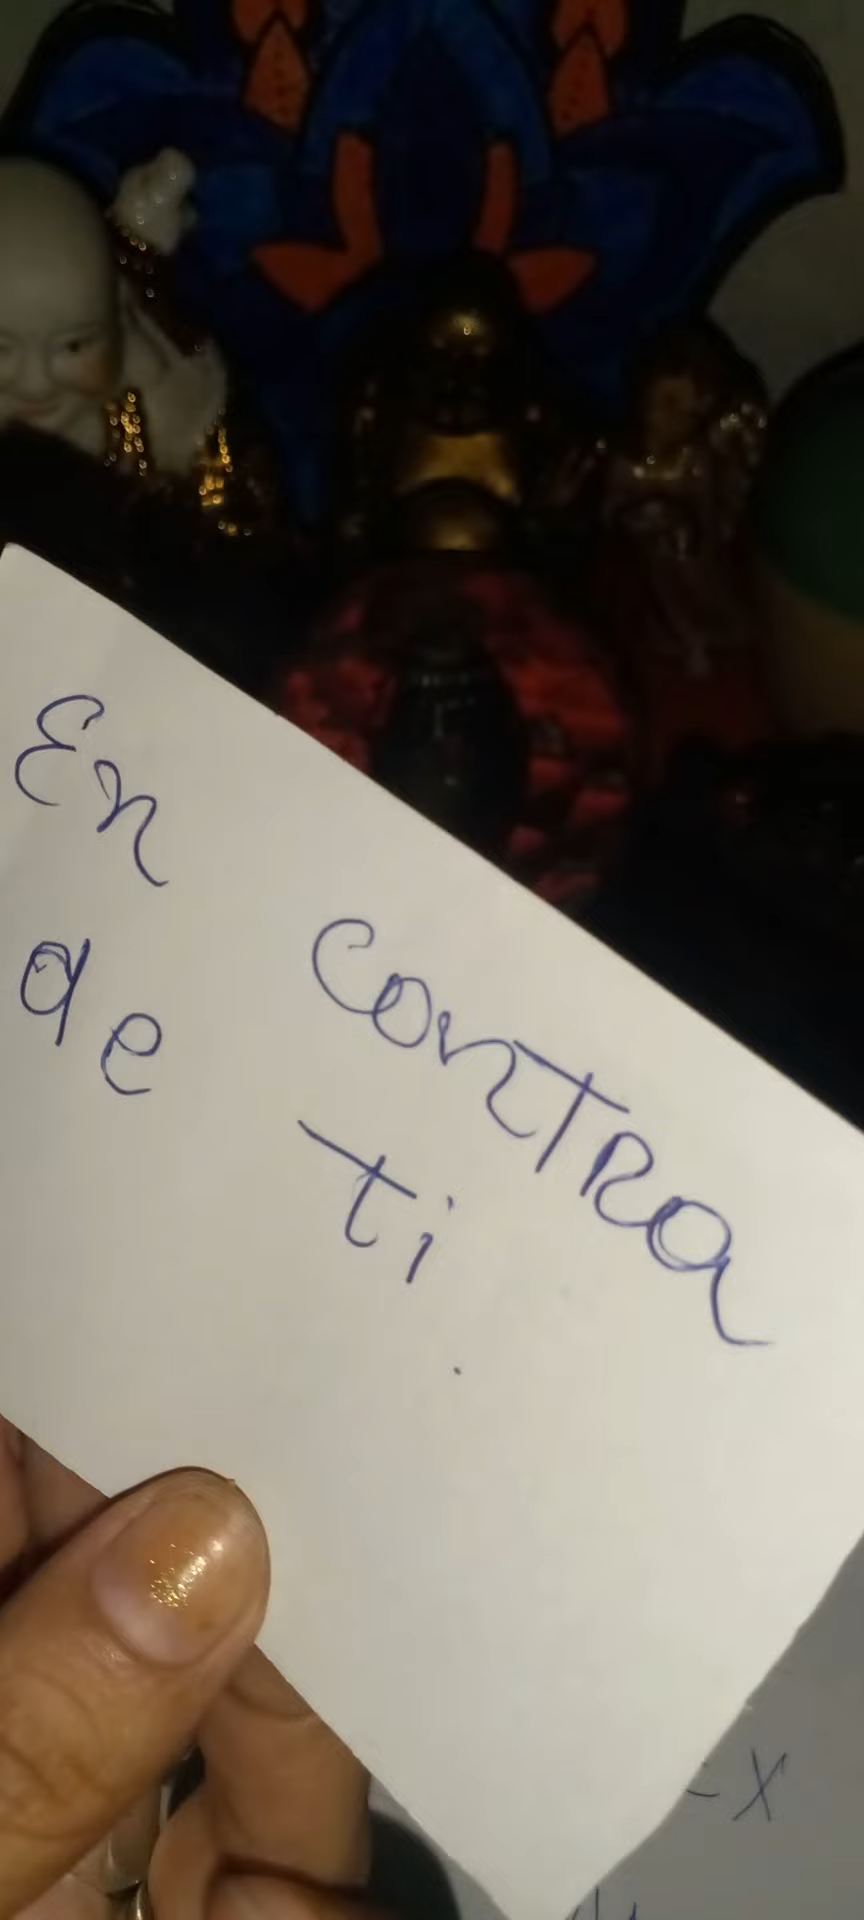 En contra
de ti
x